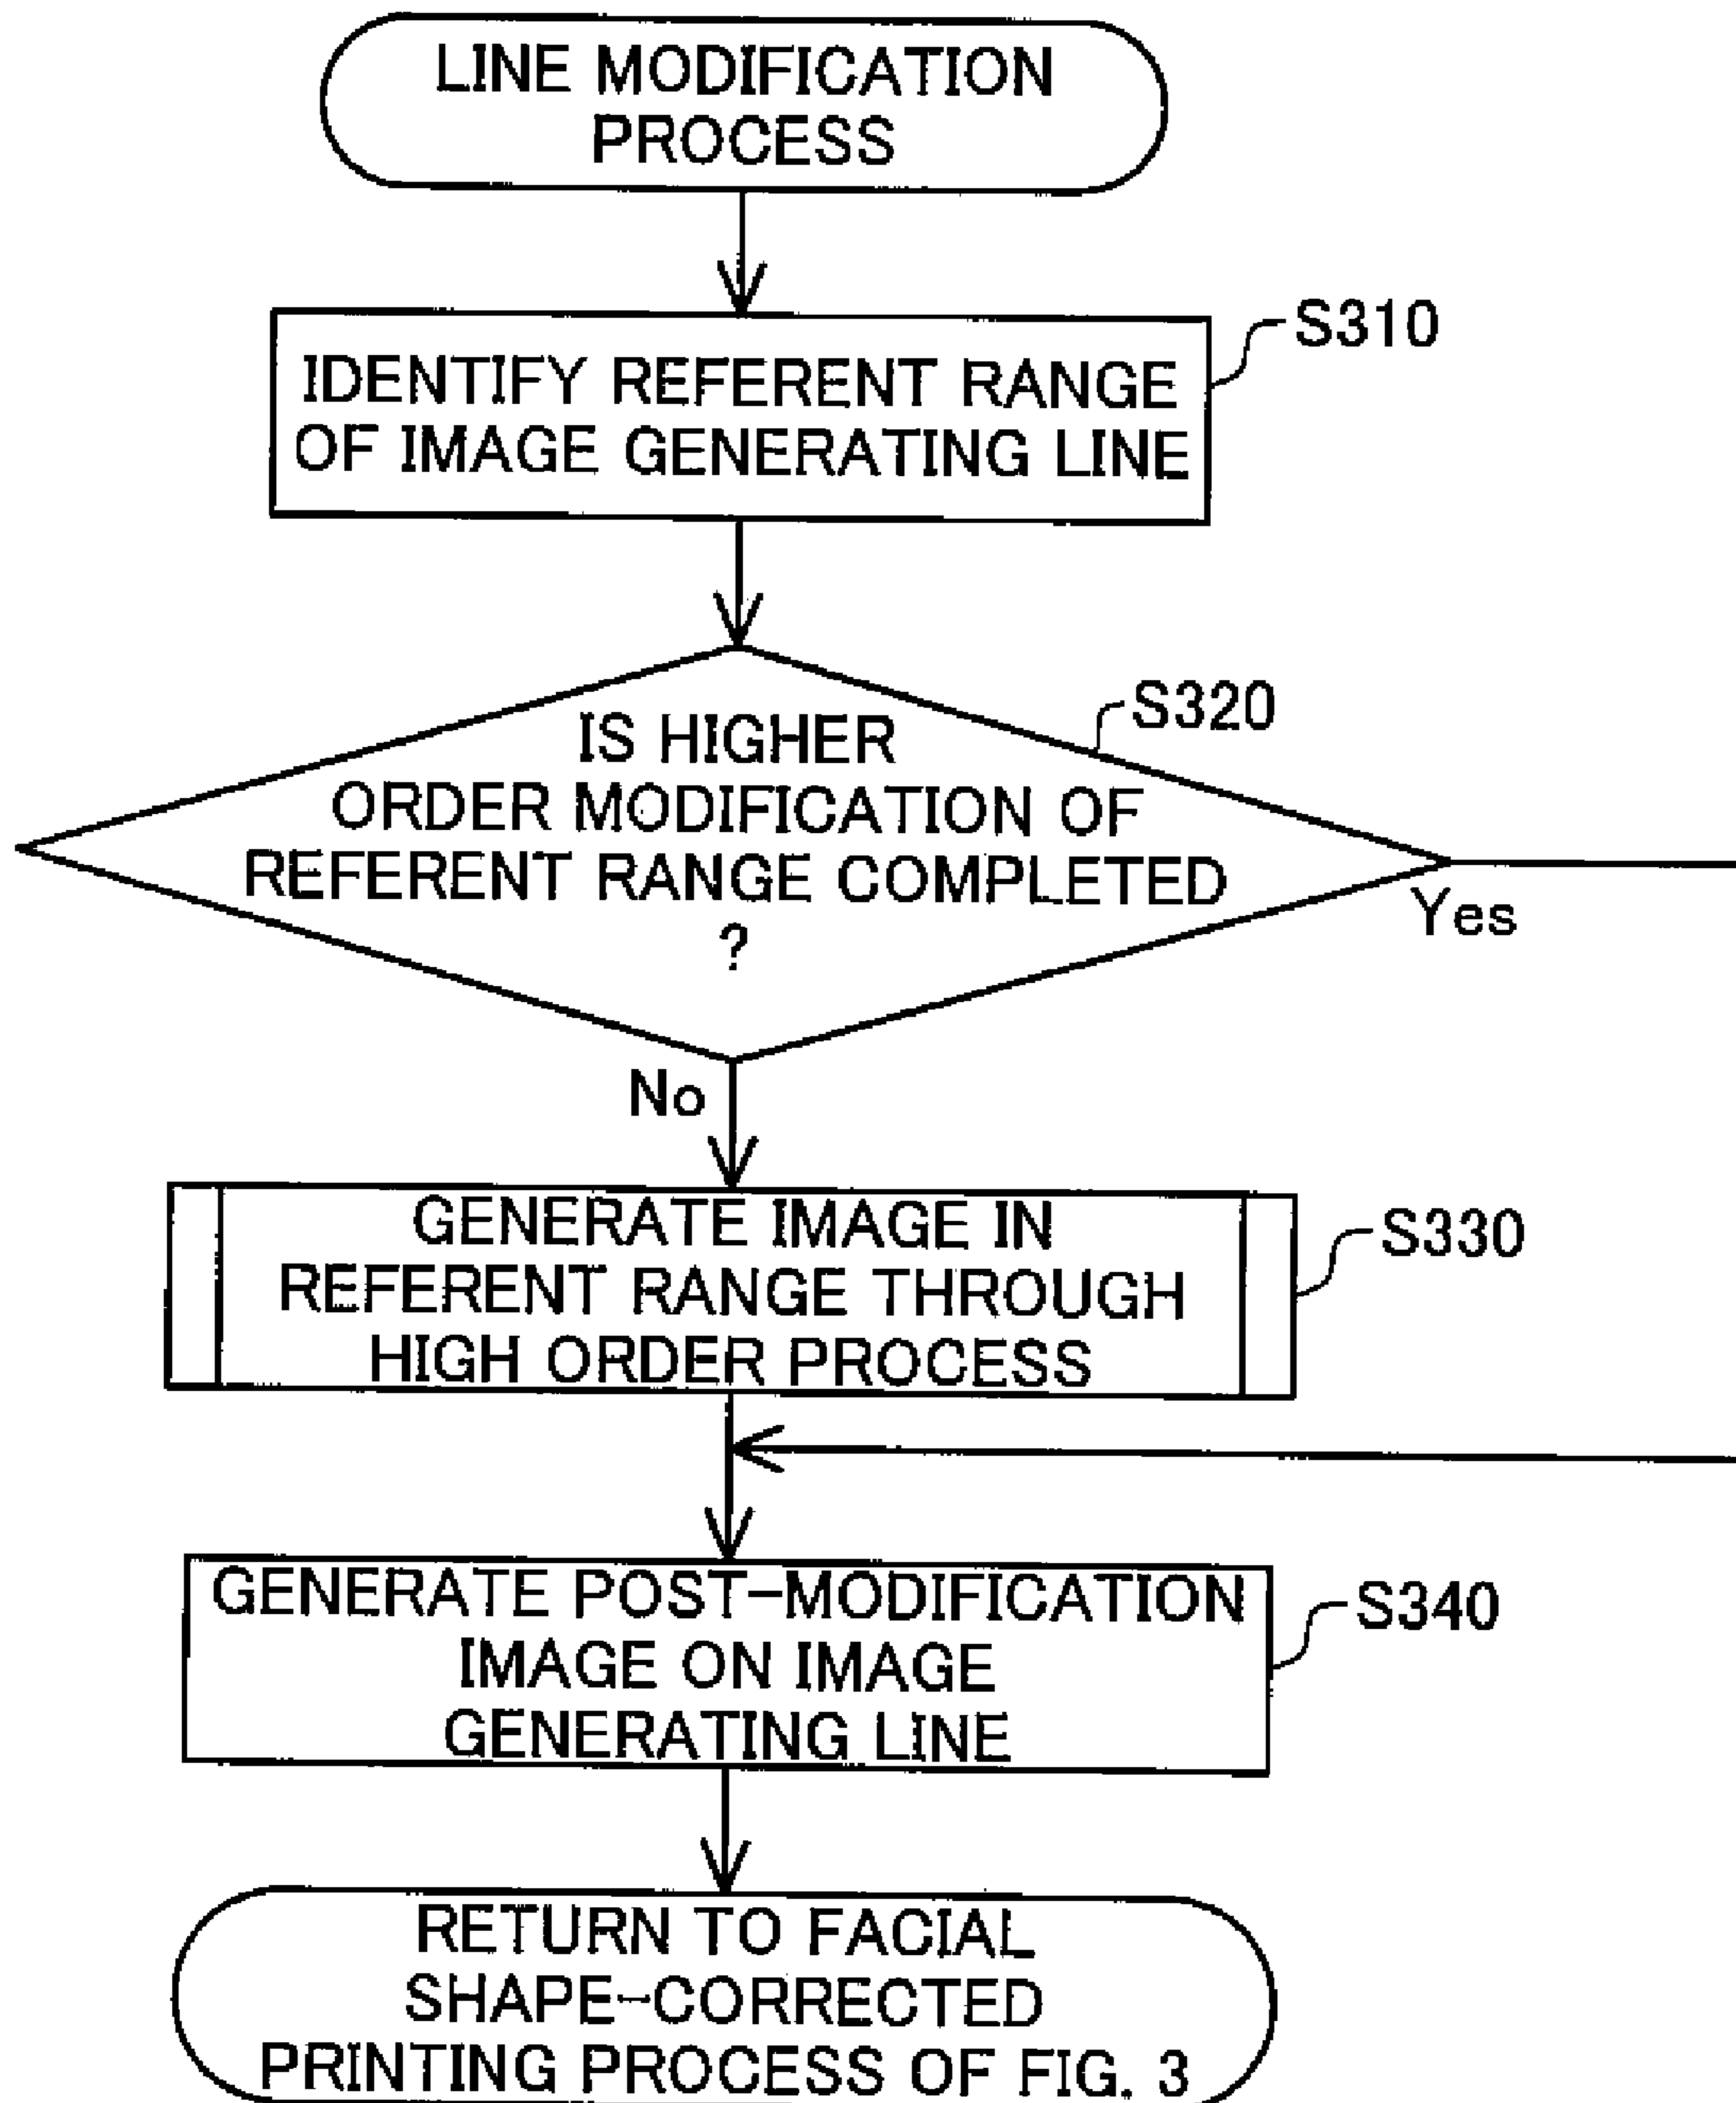 LINE MODIFICATION
PROCESS
S310
IDENTIFY REFERENT RANGE
OF IMAGE GENERATING LINE
S320
IS HIGHER
ORDER MODIFICATION OF
REFERENT RANGE COMPLETED
?
Yes
No
GENERATE IMAGE IN
REFERENT RANGE THROUGH
HIGH ORDER PROCESS
S330
GENERATE POST-MODIFICATION
IMAGE ON IMAGE
GENERATING LINE
S340
RETURN TO FACIAL
SHAPE-CORRECTED
PRINTING PROCESS OF FIG. 3